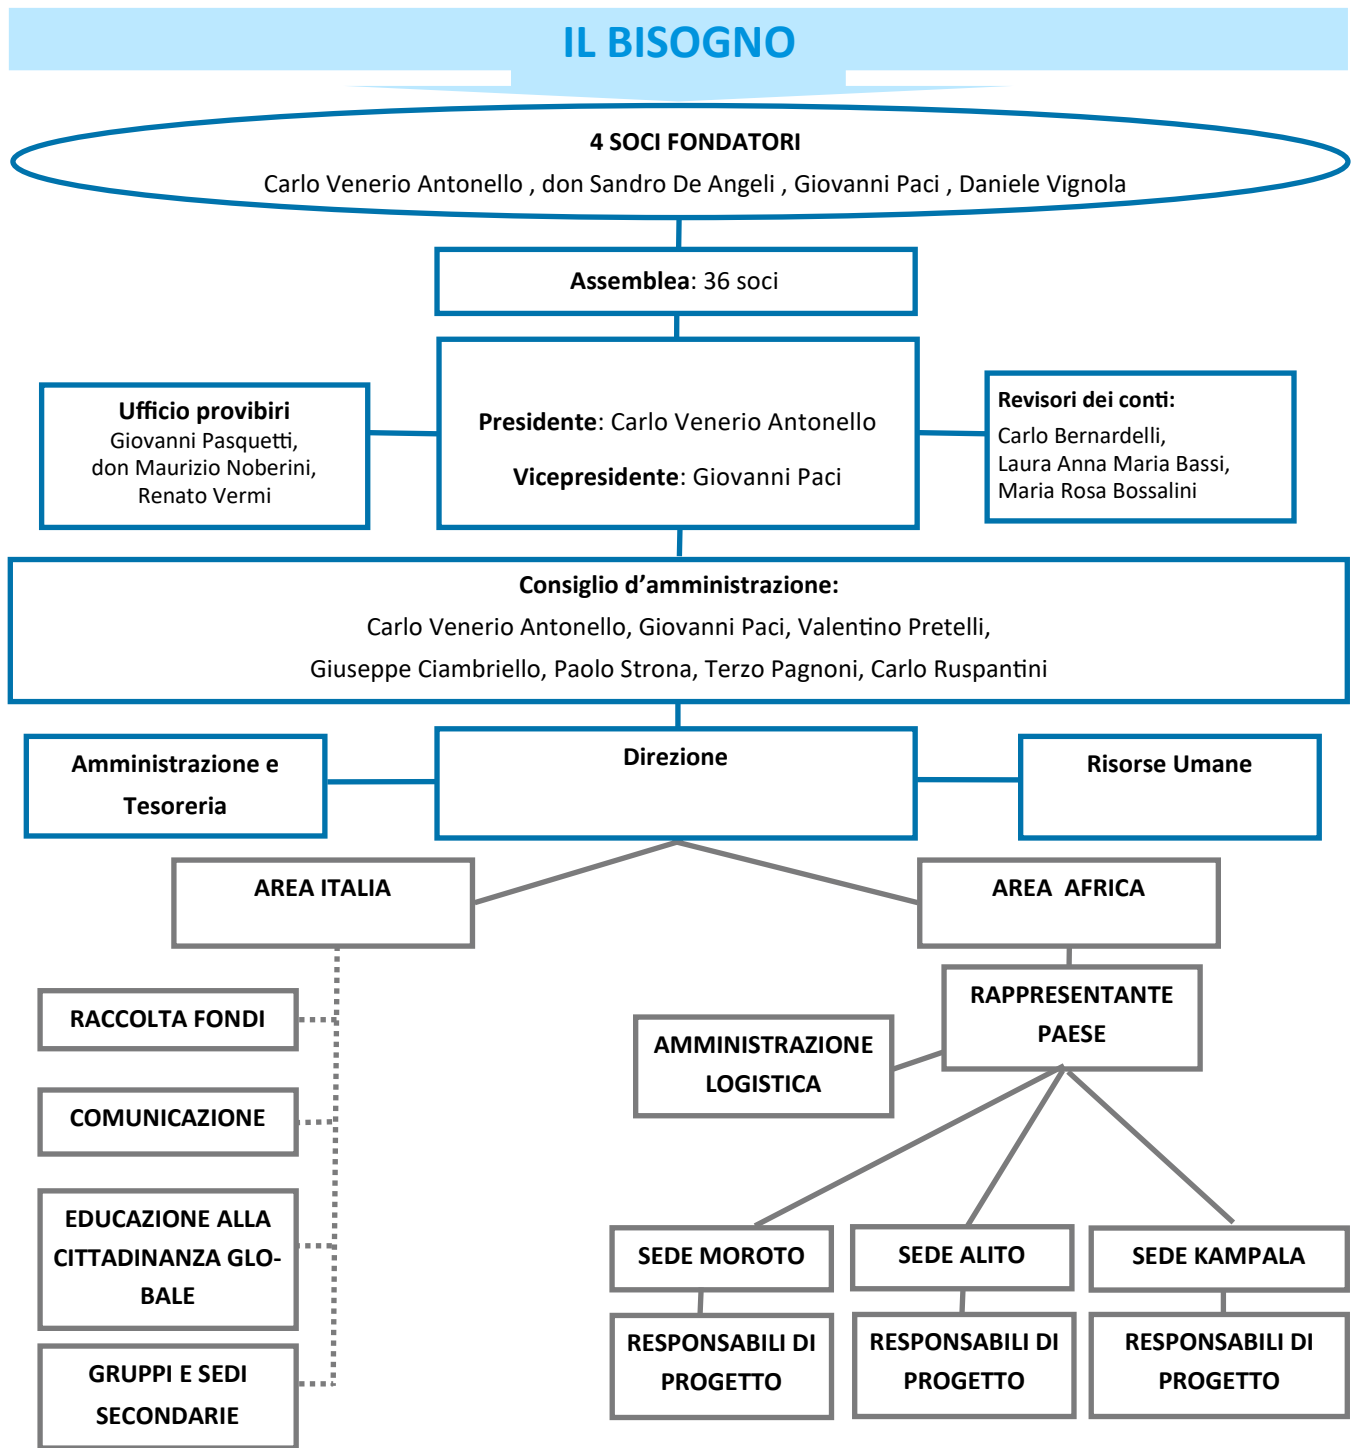 IL BISOGNO
4 SOCI FONDATORI
Carlo Venerio Antonello , don Sandro De Angeli , Giovanni Paci , Daniele Vignola
Assemblea: 36 soci
Ufficio provibiri
Giovanni Pasquetti,
don Maurizio Noberini,
Renato Vermi
Presidente: Carlo Venerio Antonello
Vicepresidente: Giovanni Paci
Revisori dei conti:
Carlo Bernardelli,
Laura Anna Maria Bassi,
Maria Rosa Bossalini
Consiglio d’amministrazione:
Carlo Venerio Antonello, Giovanni Paci, Valentino Pretelli,
Giuseppe Ciambriello, Paolo Strona, Terzo Pagnoni, Carlo Ruspantini
Amministrazione e
Tesoreria
Direzione
Risorse Umane
AREA ITALIA
AREA  AFRICA
RACCOLTA FONDI
COMUNICAZIONE
EDUCAZIONE ALLA
CITTADINANZA GLO-
BALE
GRUPPI E SEDI
SECONDARIE
RAPPRESENTANTE
PAESE
AMMINISTRAZIONE
LOGISTICA
SEDE MOROTO
SEDE ALITO
SEDE KAMPALA
RESPONSABILI DI
PROGETTO
RESPONSABILI DI
PROGETTO
RESPONSABILI DI
PROGETTO